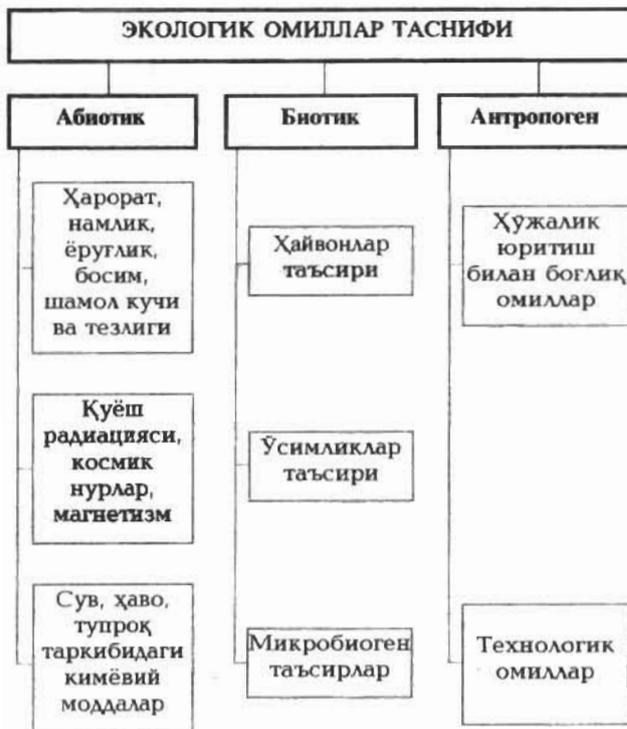 ЭКОЛОГИК ОМИЛЛАР ТАСНИФИ
Абиотик
Биотик
Антропоген
Ҳарорат,
намлик,
ёруғлик,
босим,
шамол кучи
ва тезлиги
Ҳайвонлар
таъсири
Ҳўжалик
юритиш
билан боғлиқ
омиллар
Қуёш
радиацияси,
космик
нурлар,
магнетизм
Ўсимликлар
таъсири
Сув, ҳаво,
тупроқ
таркибидаги
кимёвий
моддалар
Микробиоген
таъсирлар
Технологик
омиллар